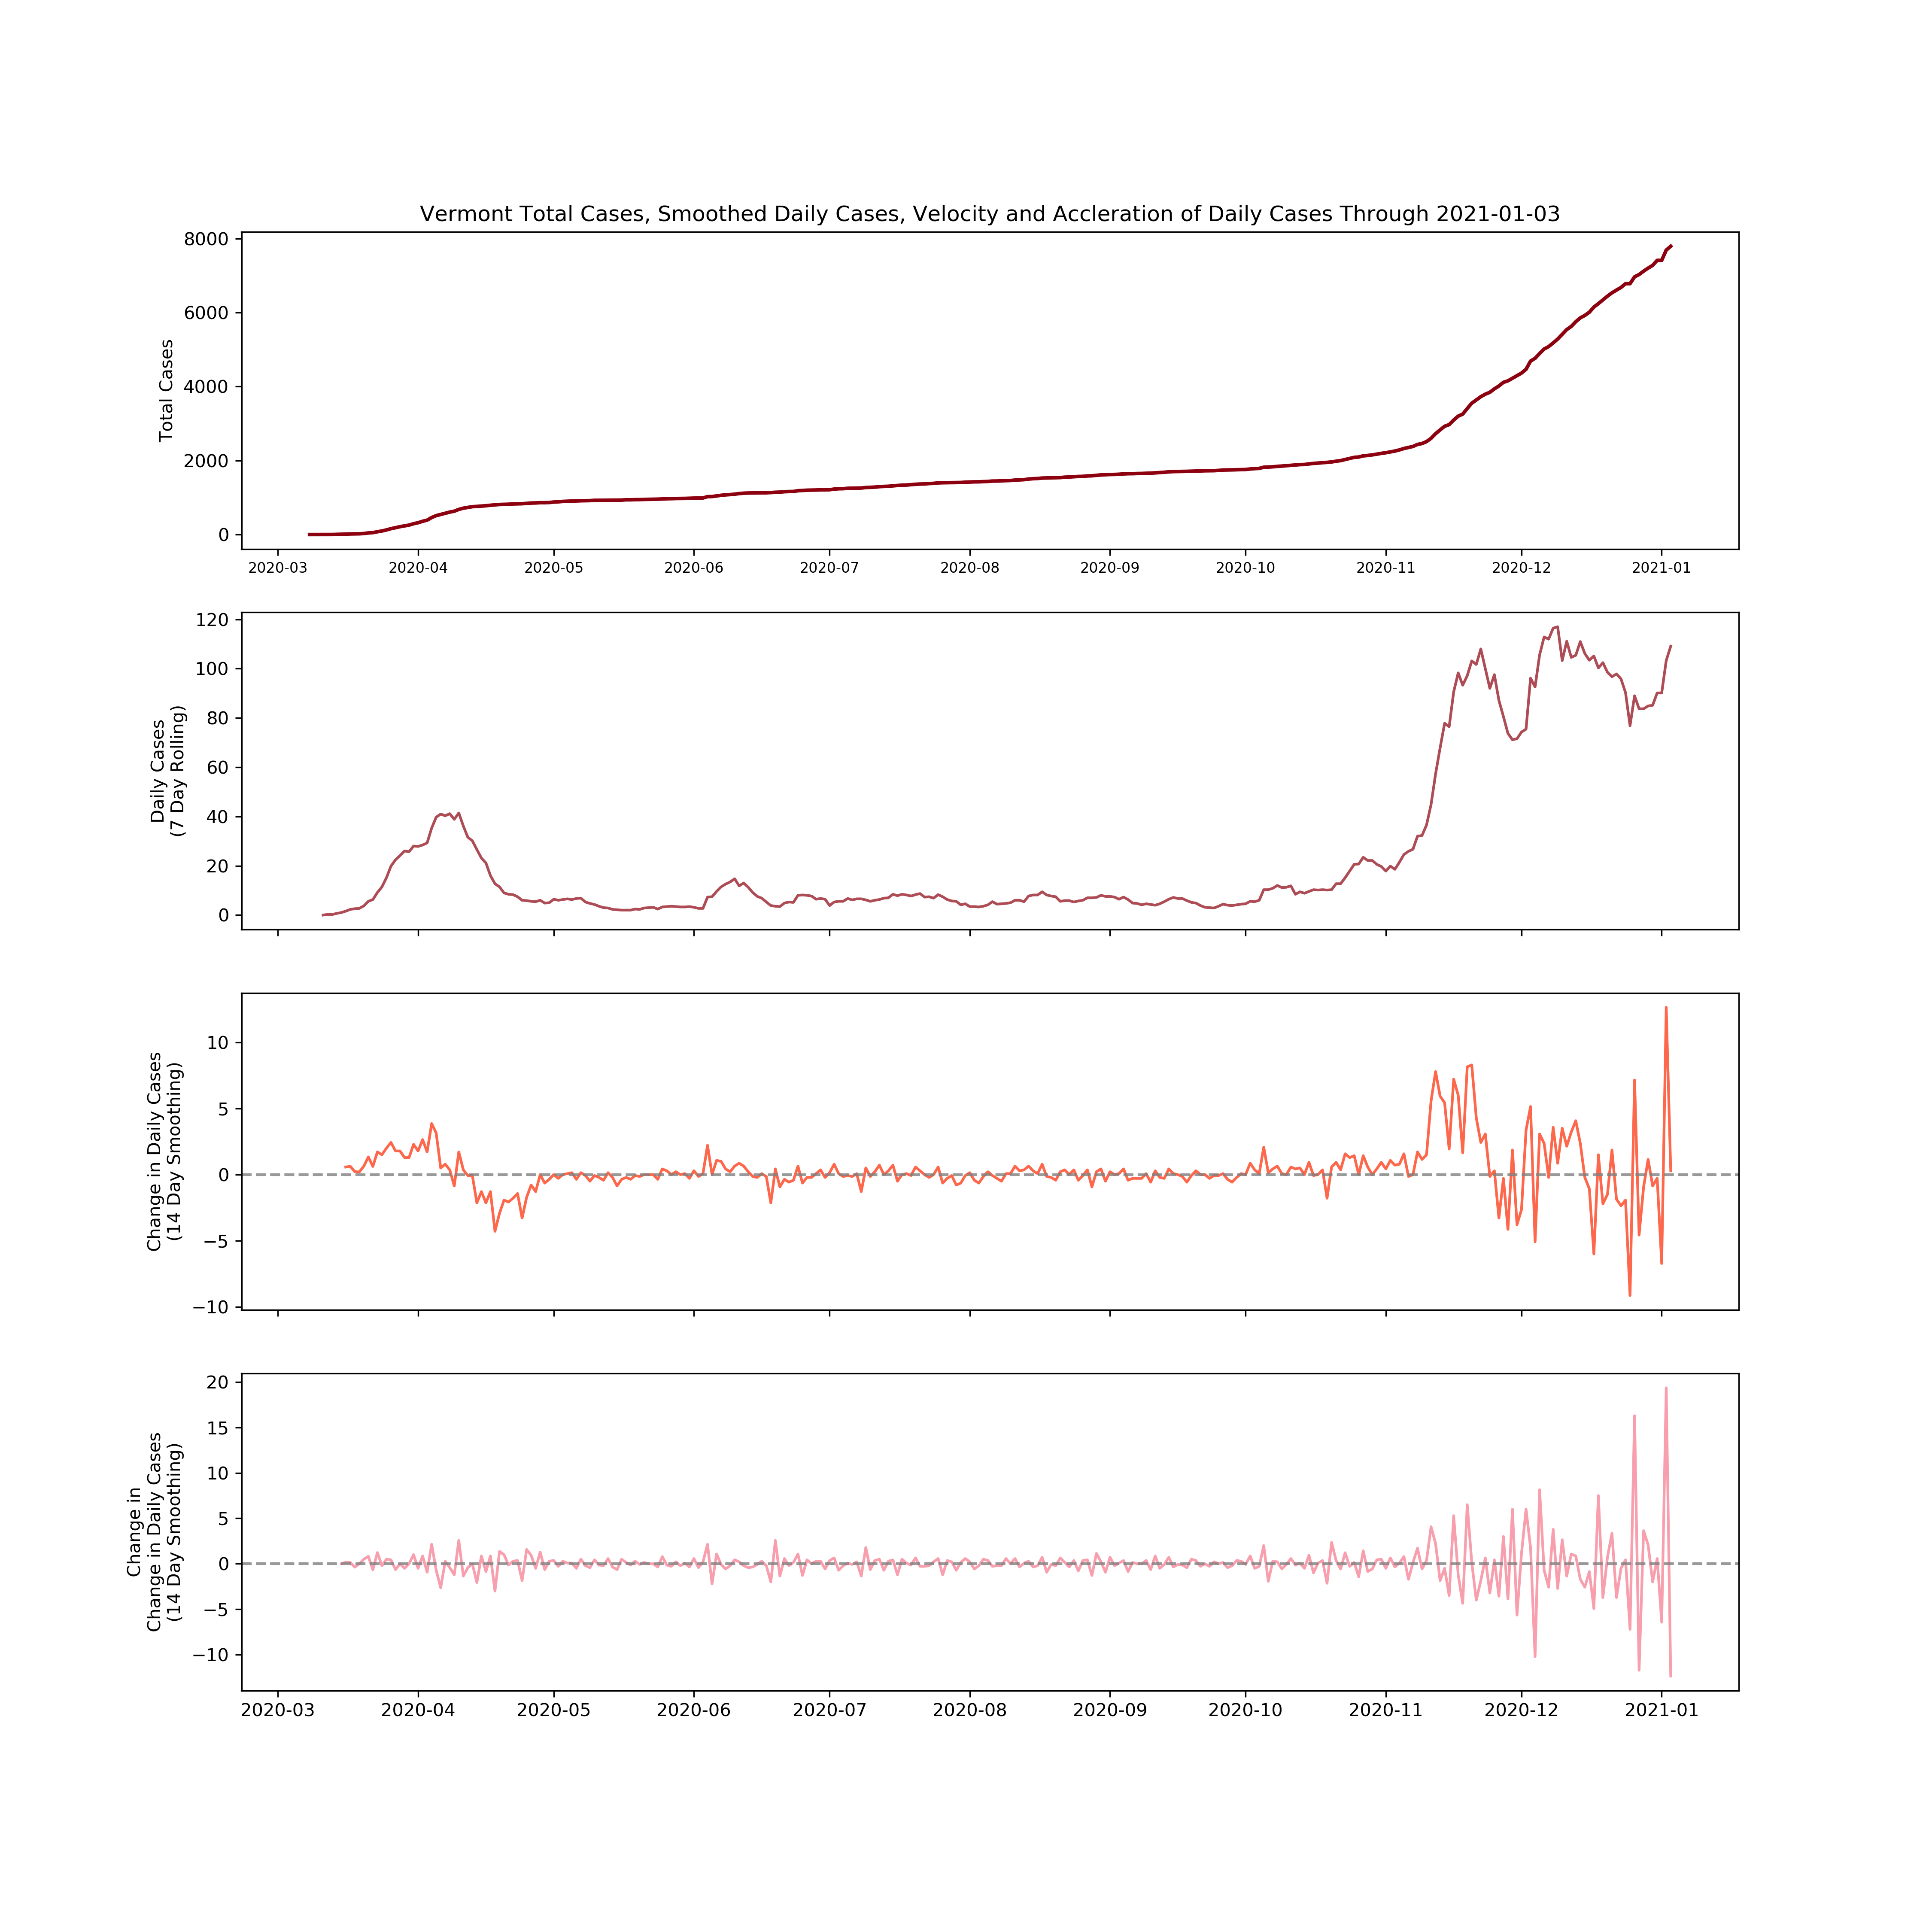 Vermont Total Cases, Smoothed Daily Cases, Velocity and Accleration of Daily Cases Through 2021-01-03
8000
6000
4000
2000
0
Total Cases
2020-03 2020-04 2020-05 2020-06 2020-07 2020-08 2020-09 2020-10 2020-11 2020-12 2021-01
120
100
80
60
40
20
0
Daily Cases
(7 Day Rolling)
10
5
0
−5
−10
Change in Daily Cases
(14 Day Smoothing)
20
15
10
5
0
−5
−10
Change in
Change in Daily Cases
(14 Day Smoothing)
2020-03 2020-04 2020-05 2020-06 2020-07 2020-08 2020-09 2020-10 2020-11 2020-12 2021-01